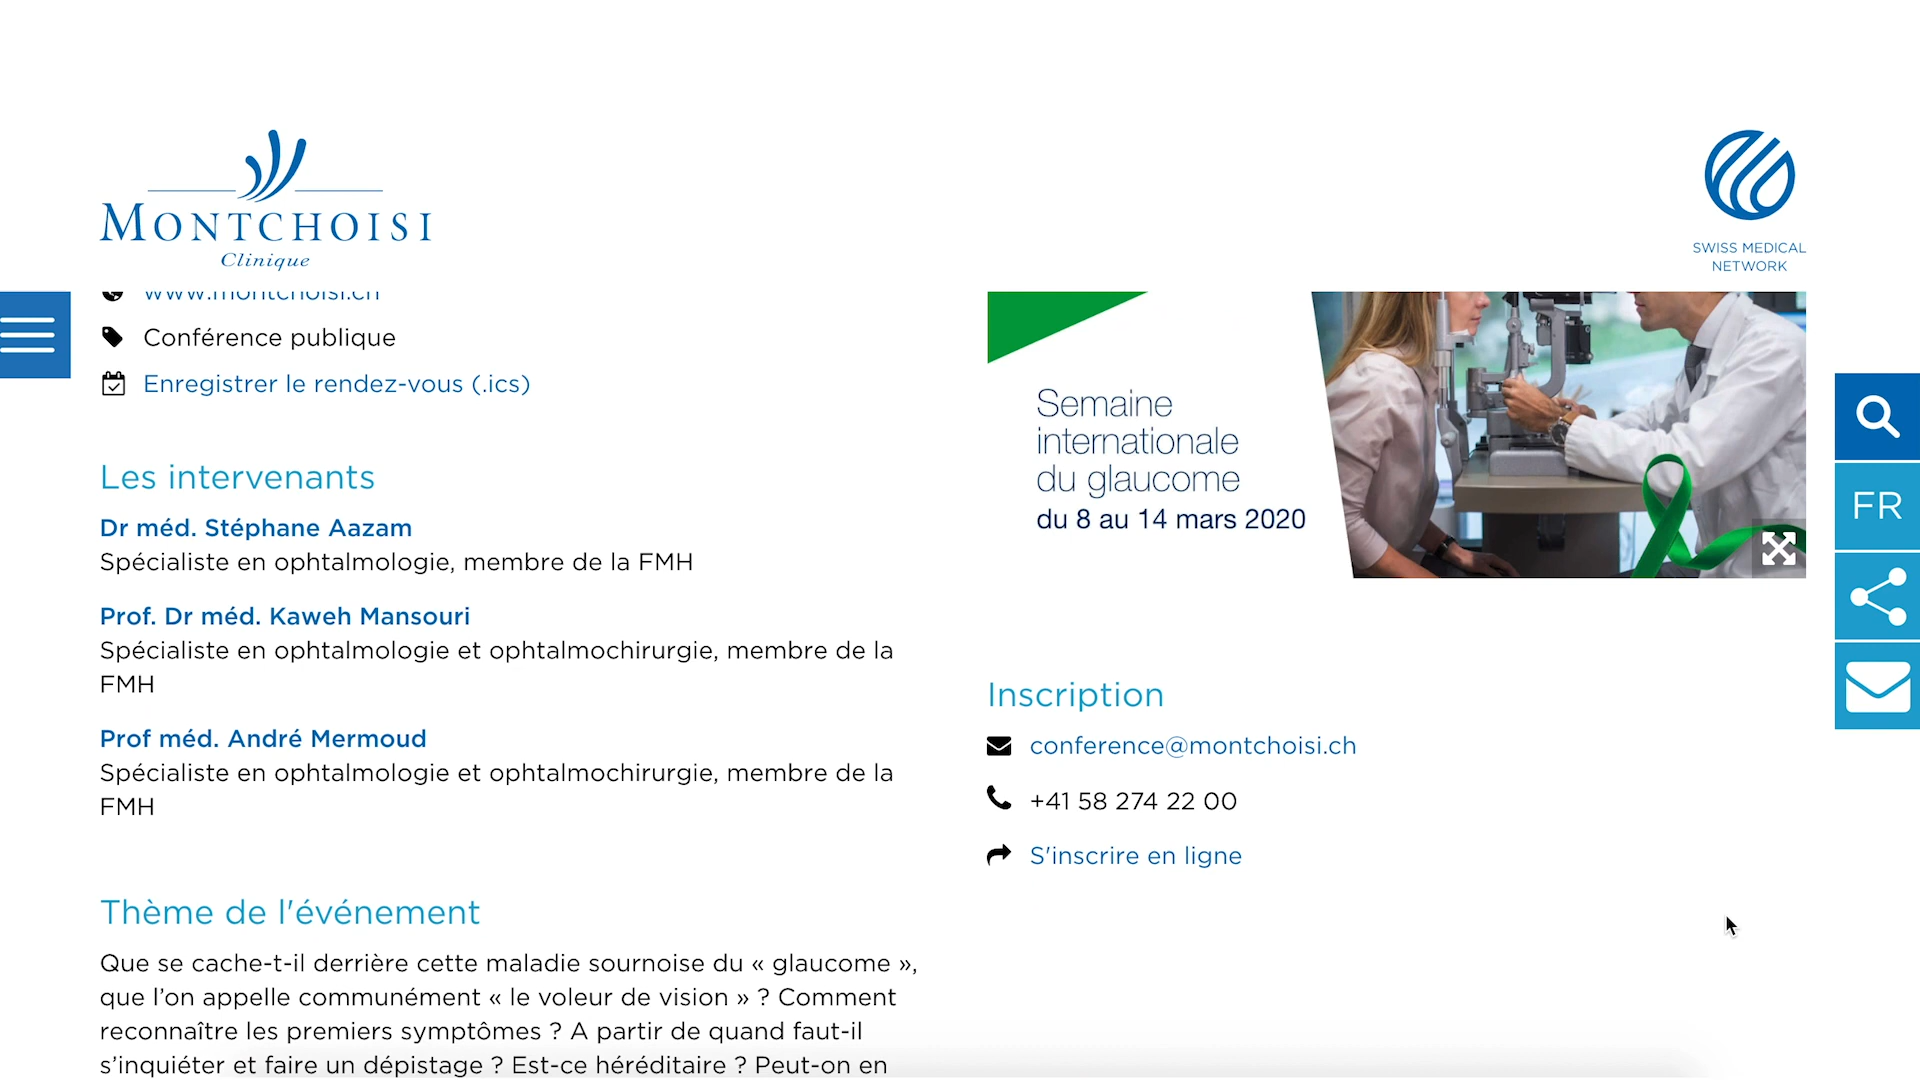 MONTCHOISI
Clinique
SWISS MEDICAL
NETWORK
www.montchoisi.ch
Conférence publique
Enregistrer le rendez-vous (.ics)
Les intervenants
Dr méd. Stéphane Aazam
Spécialiste en ophtalmologie, membre de la FMH
Prof. Dr méd. Kaweh Mansouri
Spécialiste en ophtalmologie et ophtalmochirurgie, membre de la
FMH
Prof méd. André Mermoud
Spécialiste en ophtalmologie et ophtalmochirurgie, membre de la
FMH
Thème de l'événement
Que se cache-t-il derrière cette maladie sournoise du « glaucome »,
que l’on appelle communément « le voleur de vision » ? Comment
reconnaître les premiers symptômes ? A partir de quand faut-il
s’inquiéter et faire un dépistage ? Est-ce héréditaire ? Peut-on en
Semaine
internationale
du glaucome
du 8 au 14 mars 2020
Inscription
conference@montchoisi.ch
+41 58 274 22 00
S'inscrire en ligne
FR